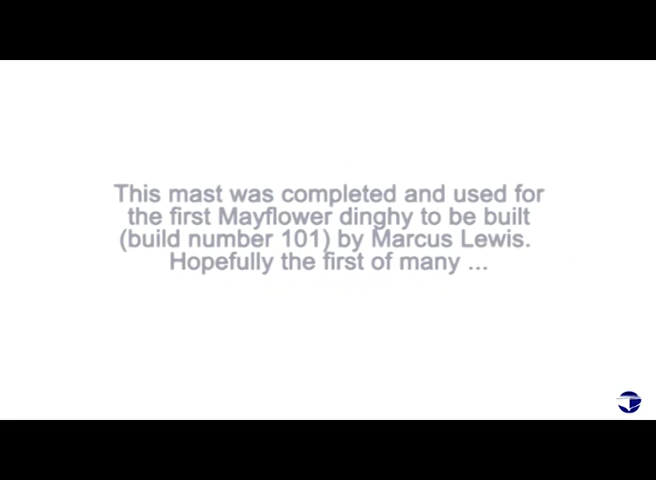 This mast was completed and used for
the first Mayflower dinghy to be built
(build number 101) by Marcus Lewis.
Hopefully the first of many ...